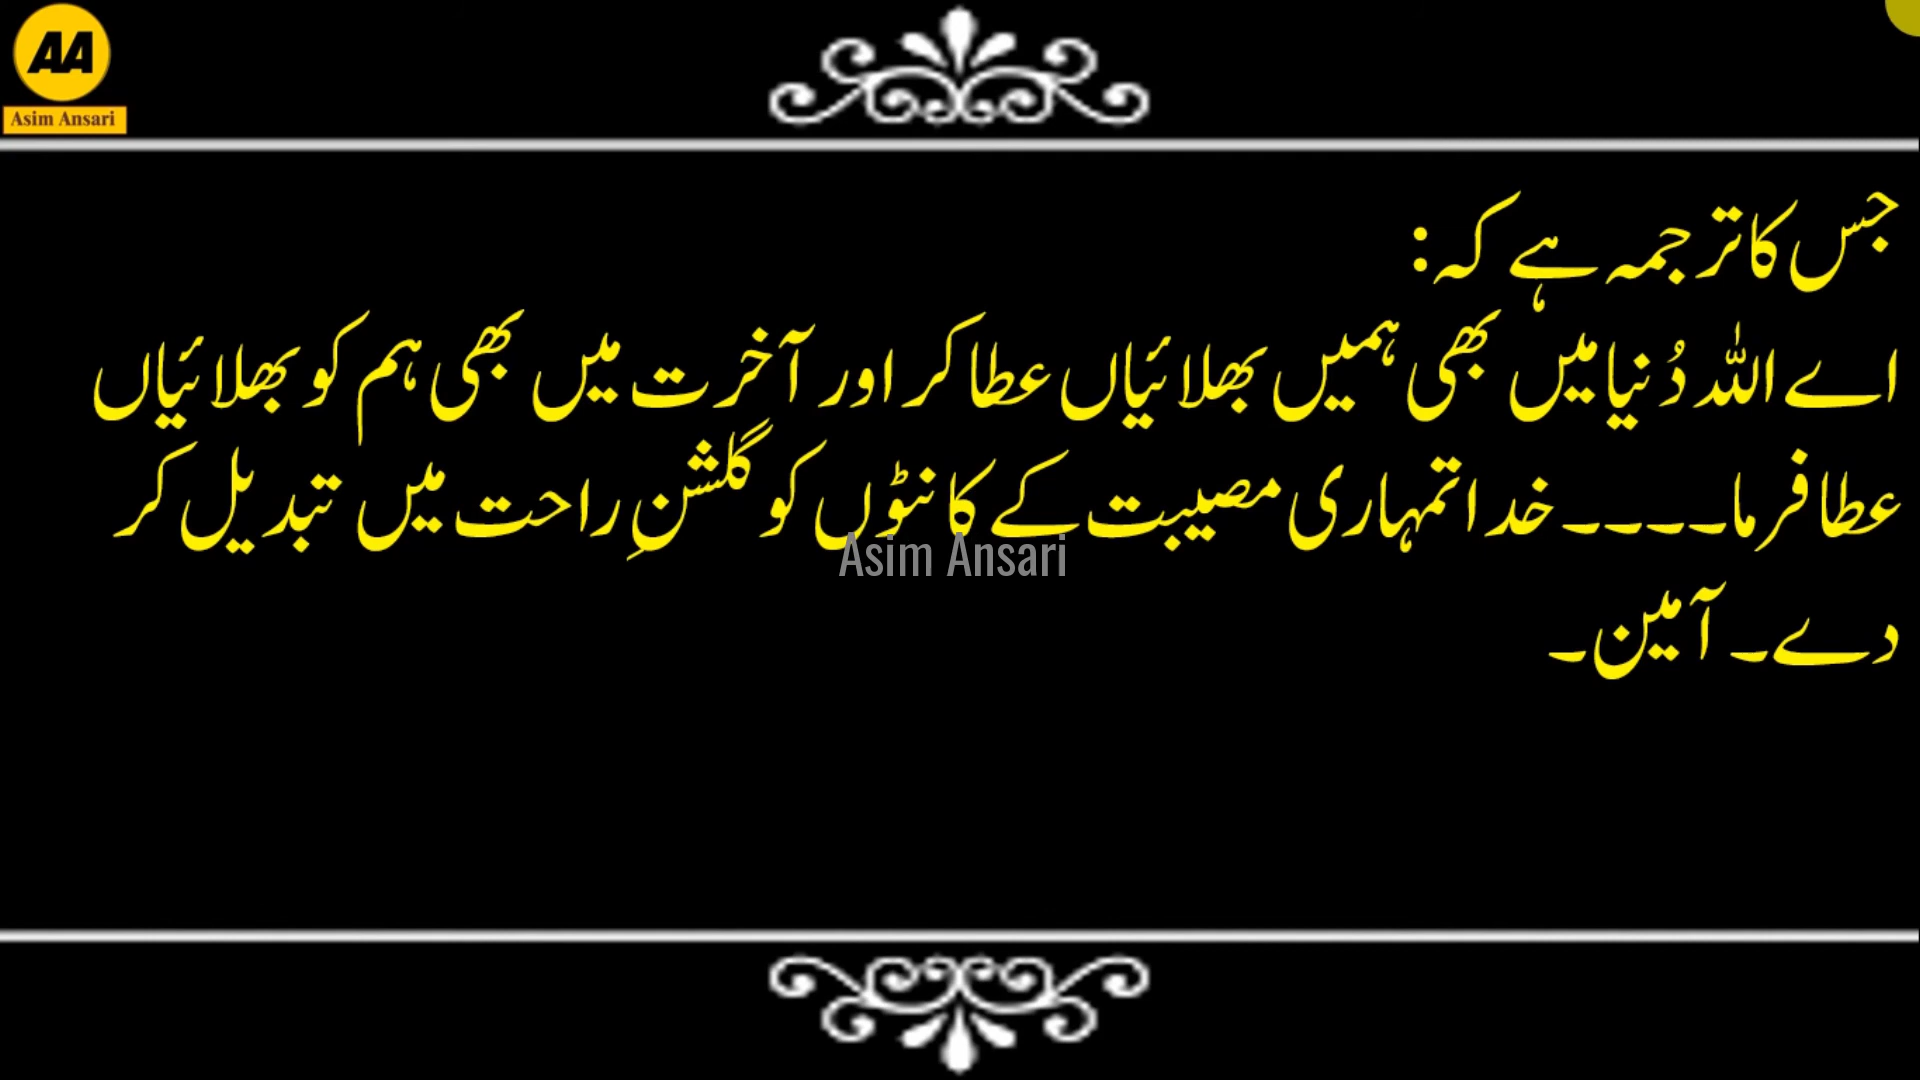 AA
Asim Ansari
جس کا ترجمہ ہے کہ:
اے اللہ دُنیا میں بھی ہمیں بھلائیاں عطا کر اور آخرت میں بھی ہم کو بھلائیاں
عطا فرما۔۔۔۔خدا تمہاری مصیبت کے کانٹوں کو گلشنِ راحت میں تبدیل کر
Asim Ansari
دے۔ آمین۔